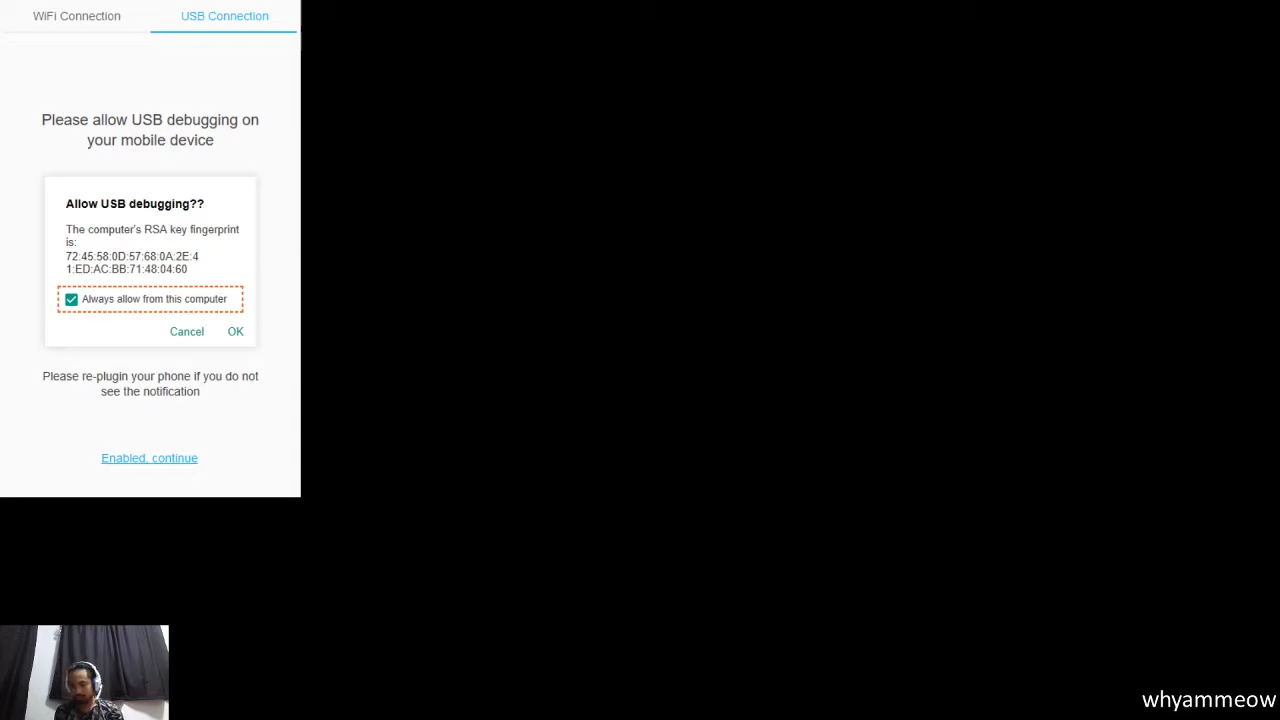 WiFi Connection
USB Connection
Please allow USB debugging on
your mobile device
Allow USB debugging??
The computer's RSA key fingerprint
is:
72:45:58:0D:57:68:0A:2E:4
1:ED:AC:BB:71:48:04:60
Always allow from this computer
Cancel
OK
Please re-plugin your phone if you do not
see the notification
Enabled, continue
whyammeow